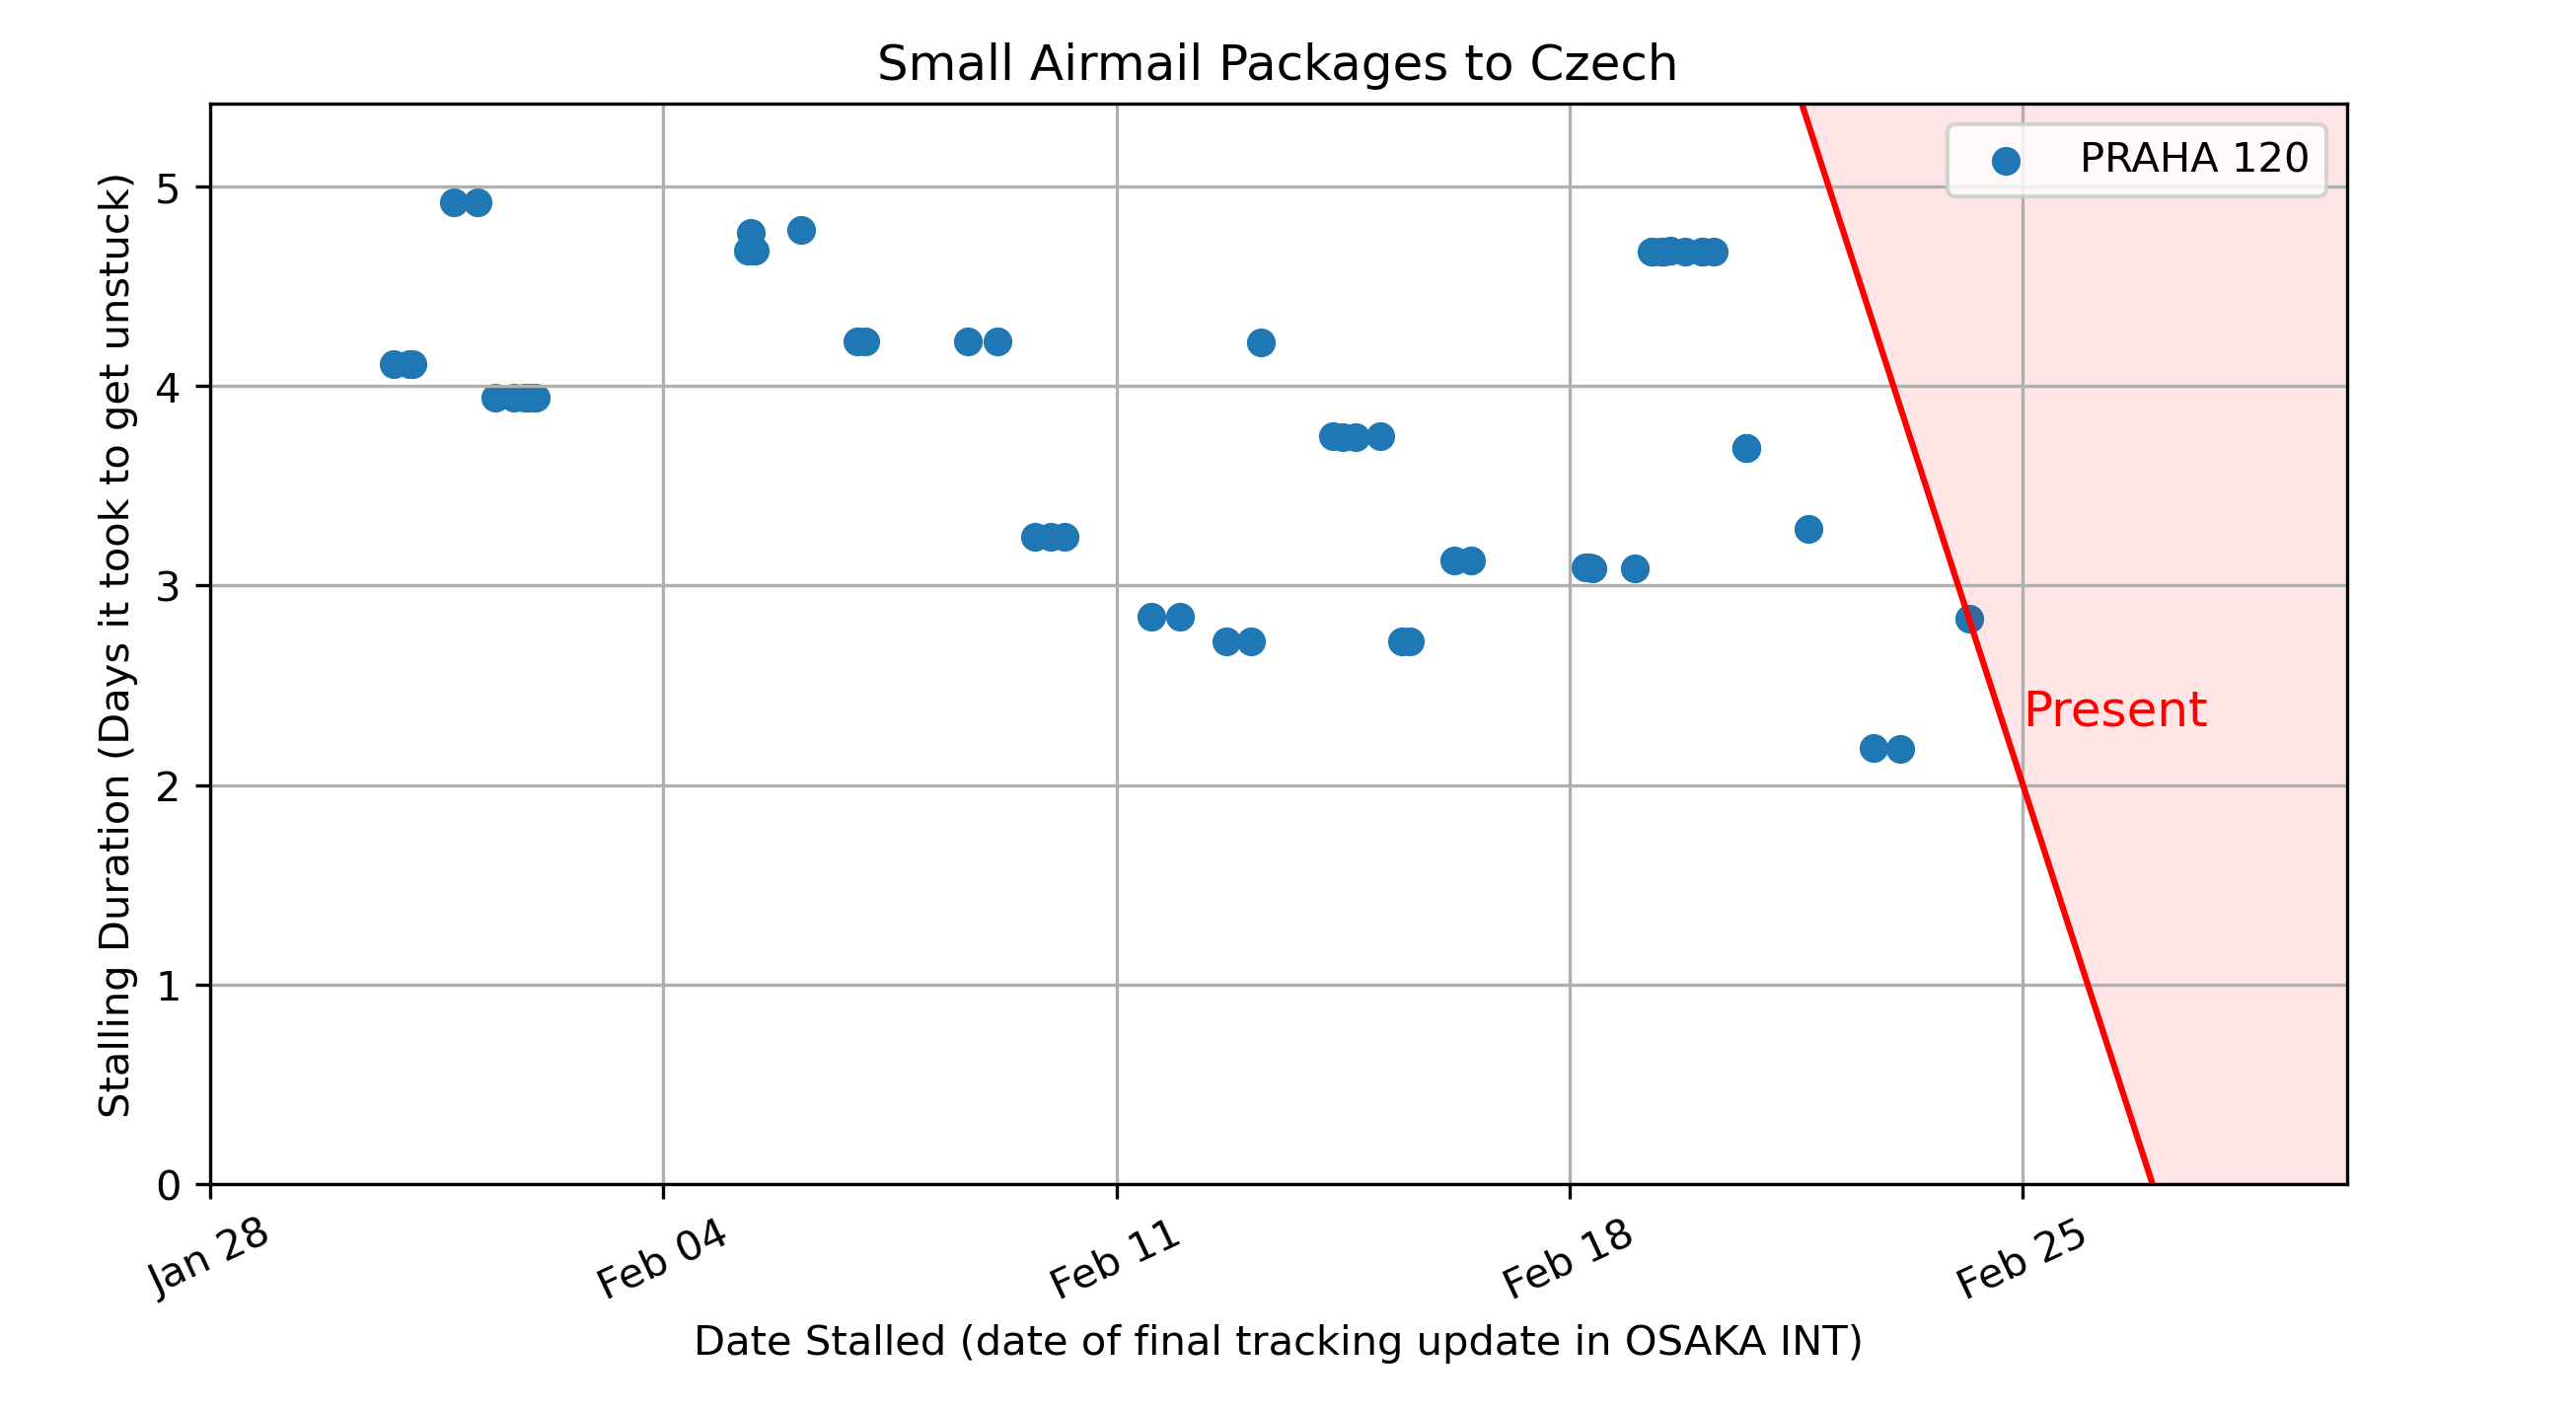 Small Airmail Packages to Czech
Stalling Duration (Days it took to get unstuck)
5
4
3
2
1
0
PRAHA 120
Present
Jan 28
Feb 04
Feb 11
Feb 18
Feb 25
Date Stalled (date of final tracking update in OSAKA INT)